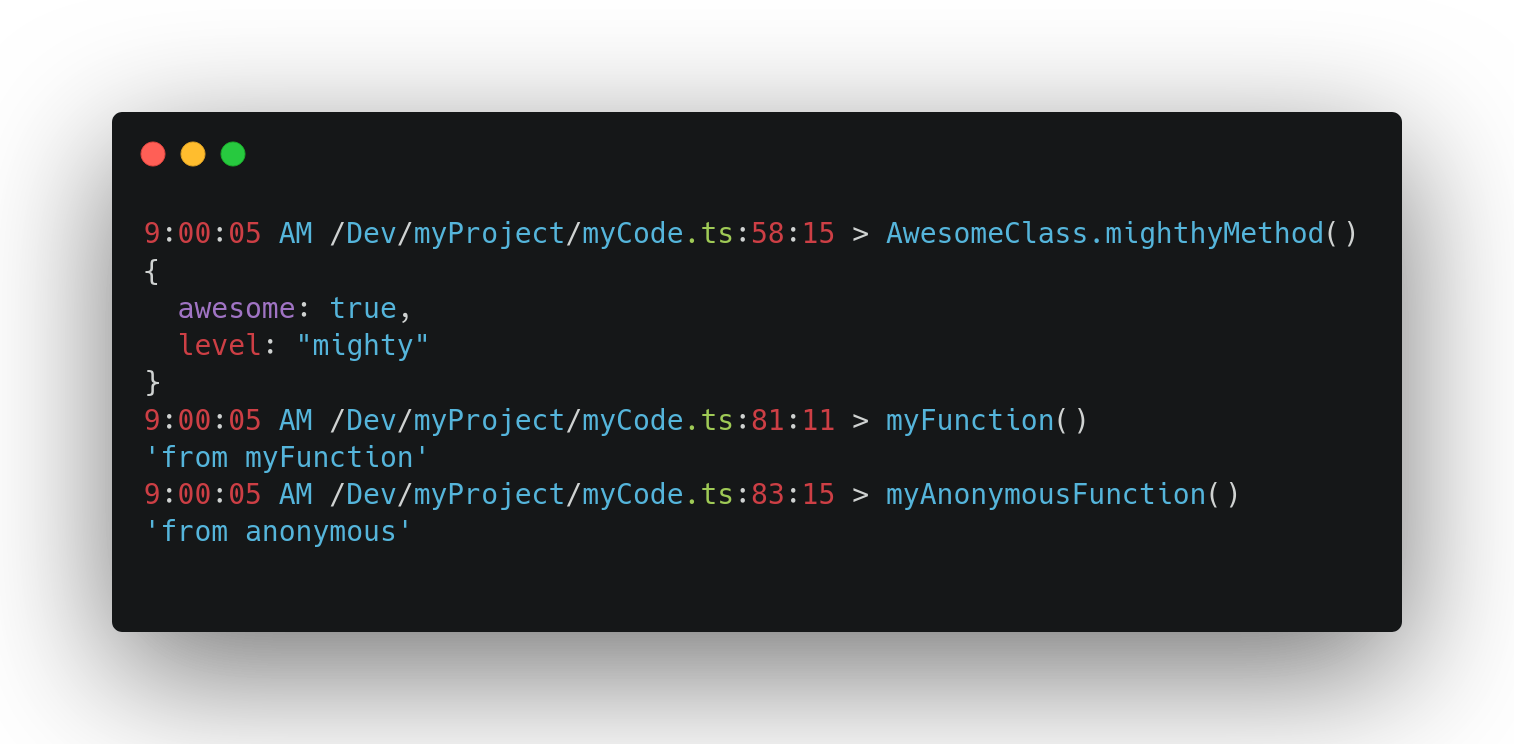 9:00:05 AM /Dev/myProject/myCode.ts:58:15 > AwesomeClass.mighthyMethod()
{
  awesome: true,
  level: "mighty"
}
9:00:05 AM /Dev/myProject/myCode.ts:81:11 > myFunction()
'from myFunction'
9:00:05 AM /Dev/myProject/myCode.ts:83:15 > myAnonymousFunction()
'from anonymous'